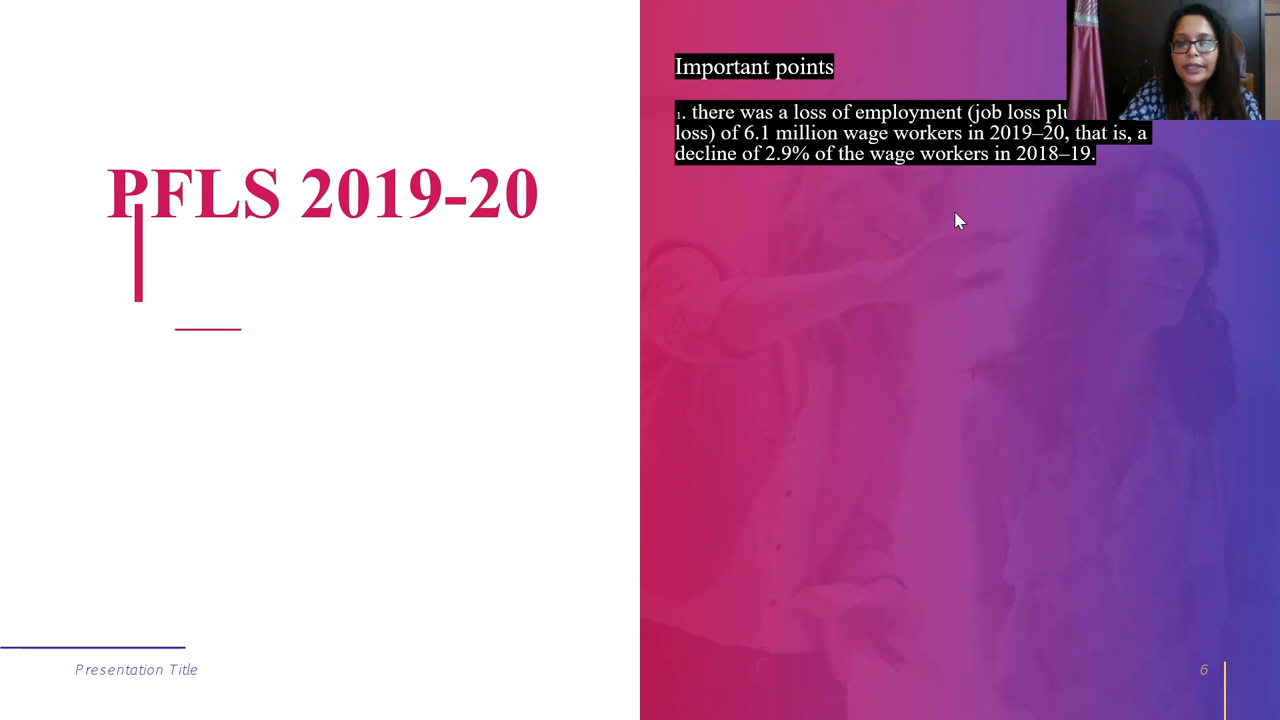 PFLS 2019-20
Important points
1. there was a loss of employment (job loss
loss) of 6.1 million wage workers in 2019–20, that is, a
decline of 2.9% of the wage workers in 2018–19.
Presentation Title
6